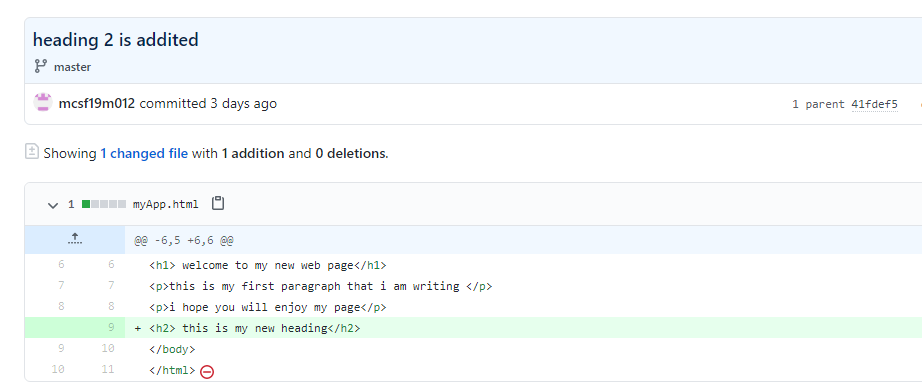 heading 2 is addited
master
mcsf19m012 committed 3 days ago 1 parent 41fdef5
Showing 1 changed file with 1 addition and 0 deletions.
1 myApp.html
@@ -6,5 +6,6 @@
6 6 <h1> welcome to my new web page</h1>
7 7 <p>this is my first paragraph that i am writing </p>
8 8 <p>i hope you will enjoy my page</p>
9 + <h2> this is my new heading</h2>
9 10 </body>
10 11 </html>